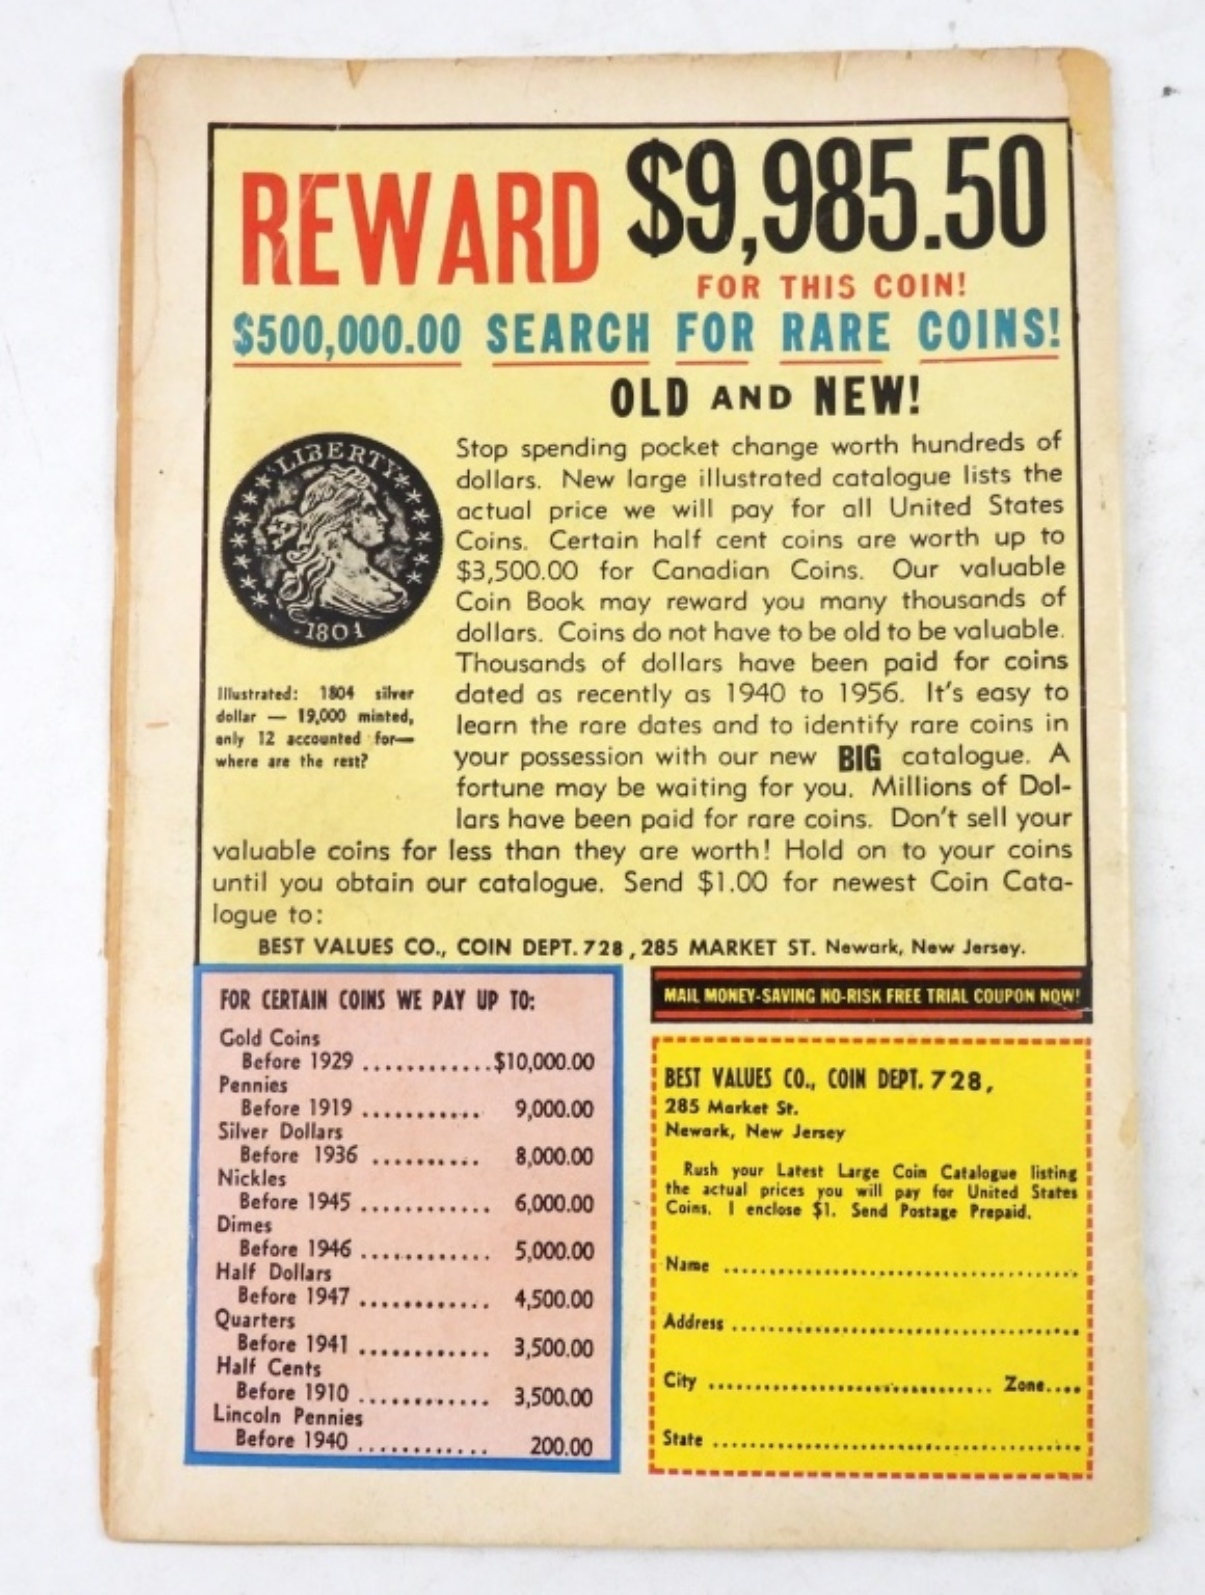 REWARD $9,985.50
FOR THIS COIN!
$500,000.00 SEARCH FOR RARE COINS!
OLD AND NEW!
LIBERTY
1804
Illustrated: 1804 silver
dollar — 19,000 minted,
only 12 accounted for—
where are the rest?
Stop spending pocket change worth hundreds of
dollars. New large illustrated catalogue lists the
actual price we will pay for all United States
Coins. Certain half cent coins are worth up to
$3,500.00 for Canadian Coins. Our valuable
Coin Book may reward you many thousands of
dollars. Coins do not have to be old to be valuable.
Thousands of dollars have been paid for coins
dated as recently as 1940 to 1956. It's easy to
learn the rare dates and to identify rare coins in
your possession with our new BIG catalogue. A
fortune may be waiting for you. Millions of Dol-
lars have been paid for rare coins. Don't sell your
valuable coins for less than they are worth! Hold on to your coins
until you obtain our catalogue. Send $1.00 for newest Coin Cata-
logue to:
BEST VALUES CO., COIN DEPT. 728, 285 MARKET ST. Newark, New Jersey.
FOR CERTAIN COINS WE PAY UP TO:
Gold Coins
Before 1929 ............$10,000.00
Pennies
Before 1919 ........... 9,000.00
Silver Dollars
Before 1936 .......... 8,000.00
Nickles
Before 1945 ............ 6,000.00
Dimes
Before 1946 ............ 5,000.00
Half Dollars
Before 1947 ............ 4,500.00
Quarters
Before 1941 ............ 3,500.00
Half Cents
Before 1910 ............ 3,500.00
Lincoln Pennies
Before 1940 ............ 200.00
MAIL MONEY-SAVING NO-RISK FREE TRIAL COUPON NOW!
BEST VALUES CO., COIN DEPT. 728,
285 Market St.
Newark, New Jersey
Rush your Latest Large Coin Catalogue listing
the actual prices you will pay for United States
Coins. I enclose $1. Send Postage Prepaid.
Name ........................................
Address ........................................
City .............................. Zone....
State ........................................